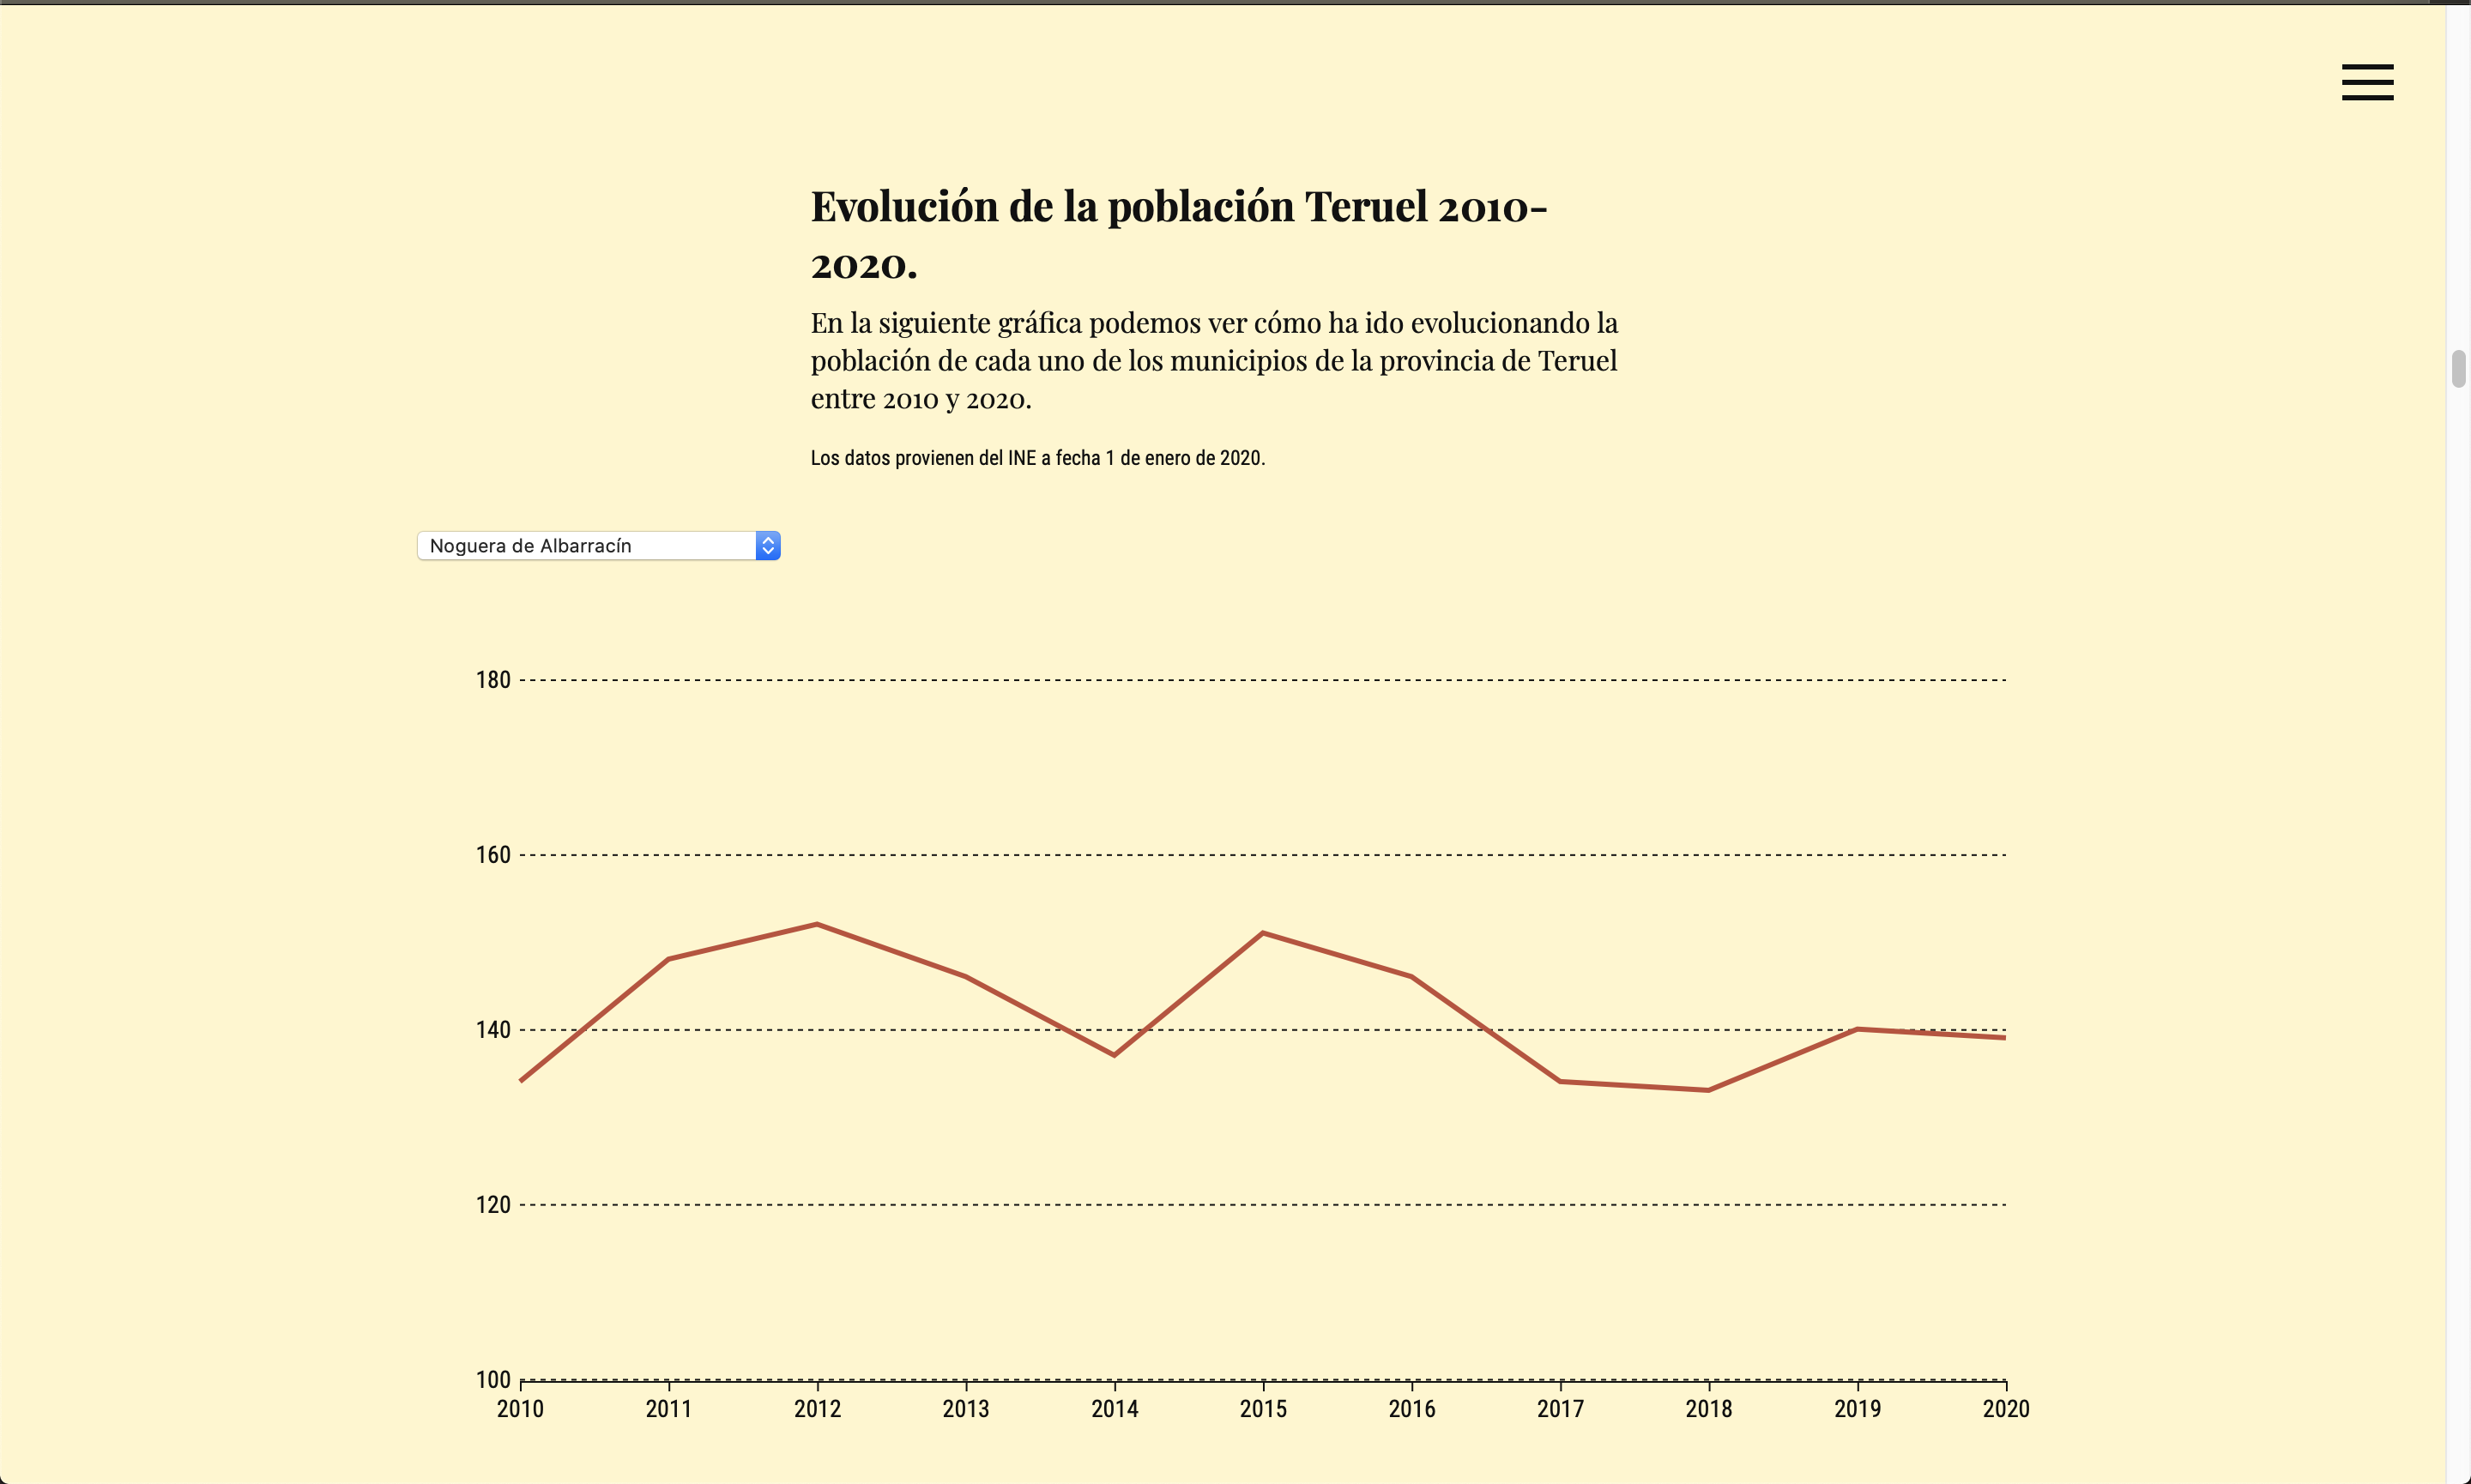 Evolución de la población Teruel 2010-
2020.
En la siguiente gráfica podemos ver cómo ha ido evolucionando la
población de cada uno de los municipios de la provincia de Teruel
entre 2010 y 2020.
Los datos provienen del INE a fecha 1 de enero de 2020.
Noguera de Albarracín
180
160
140
120
100
2010 2011 2012 2013 2014 2015 2016 2017 2018 2019 2020